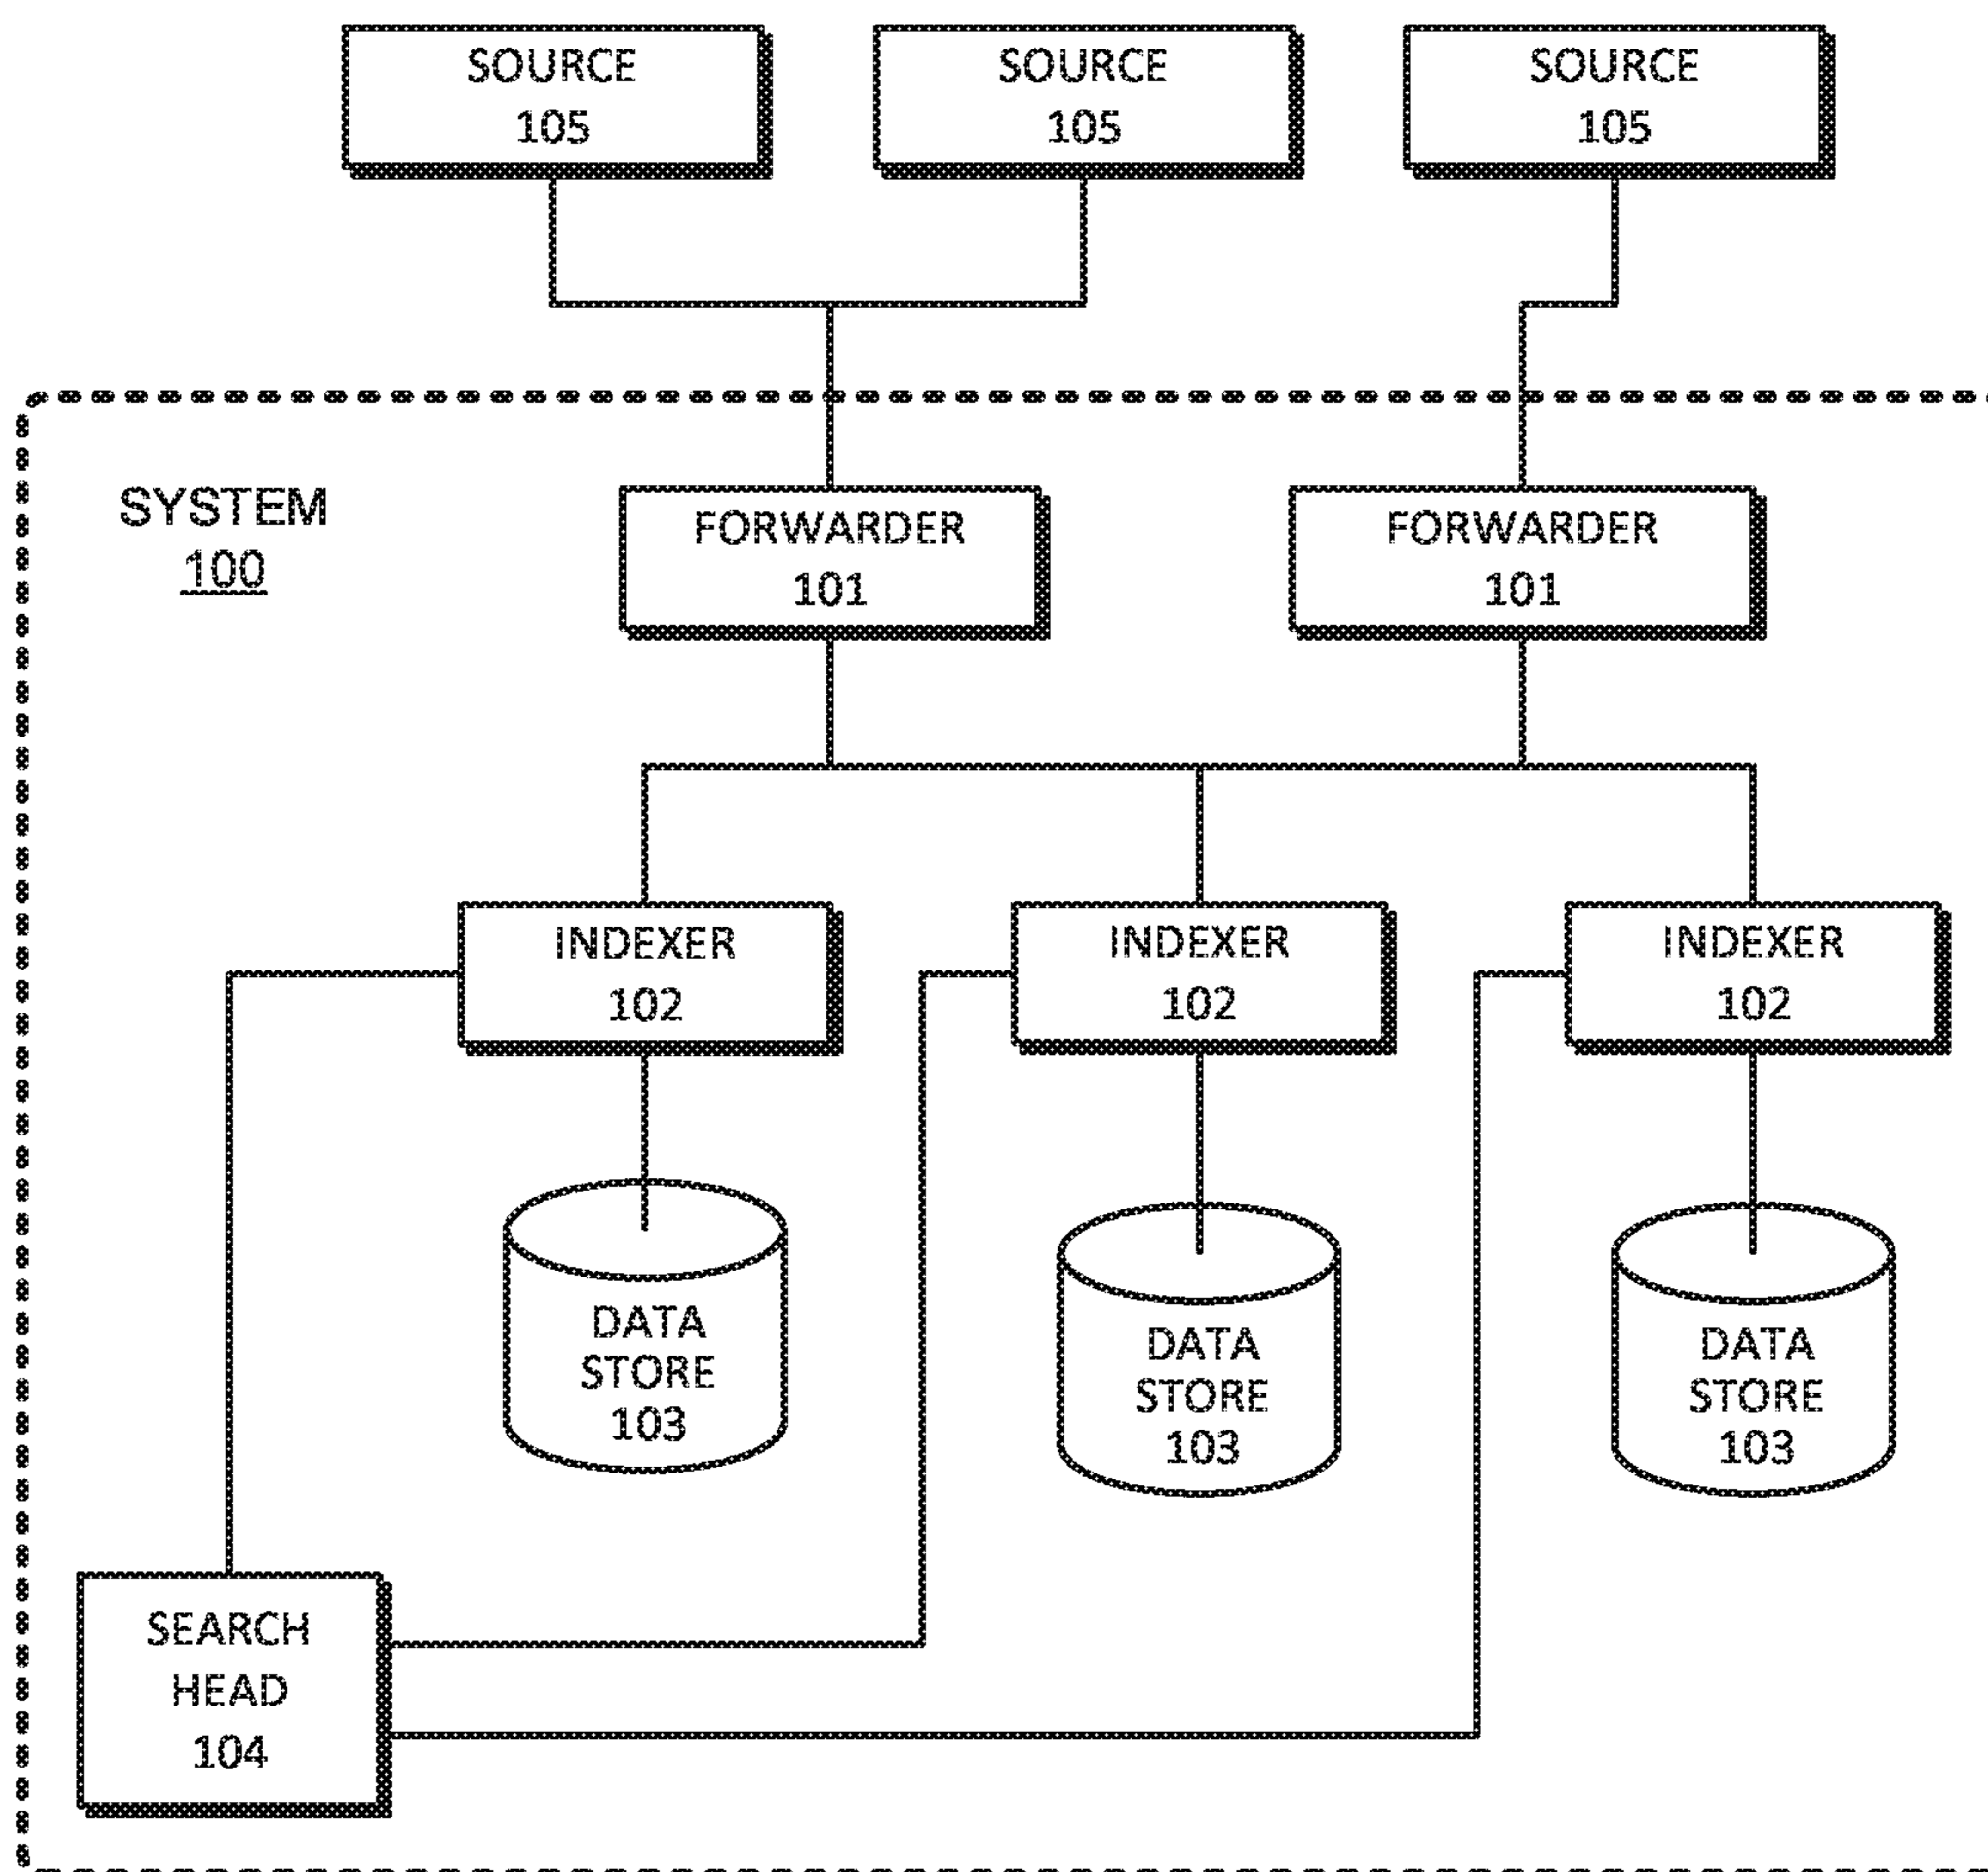 SOURCE
105
SOURCE
105
SOURCE
105
SYSTEM
100
FORWARDER
101
FORWARDER
101
INDEXER
102
INDEXER
102
INDEXER
102
DATA
STORE
103
DATA
STORE
103
DATA
STORE
103
SEARCH
HEAD
104